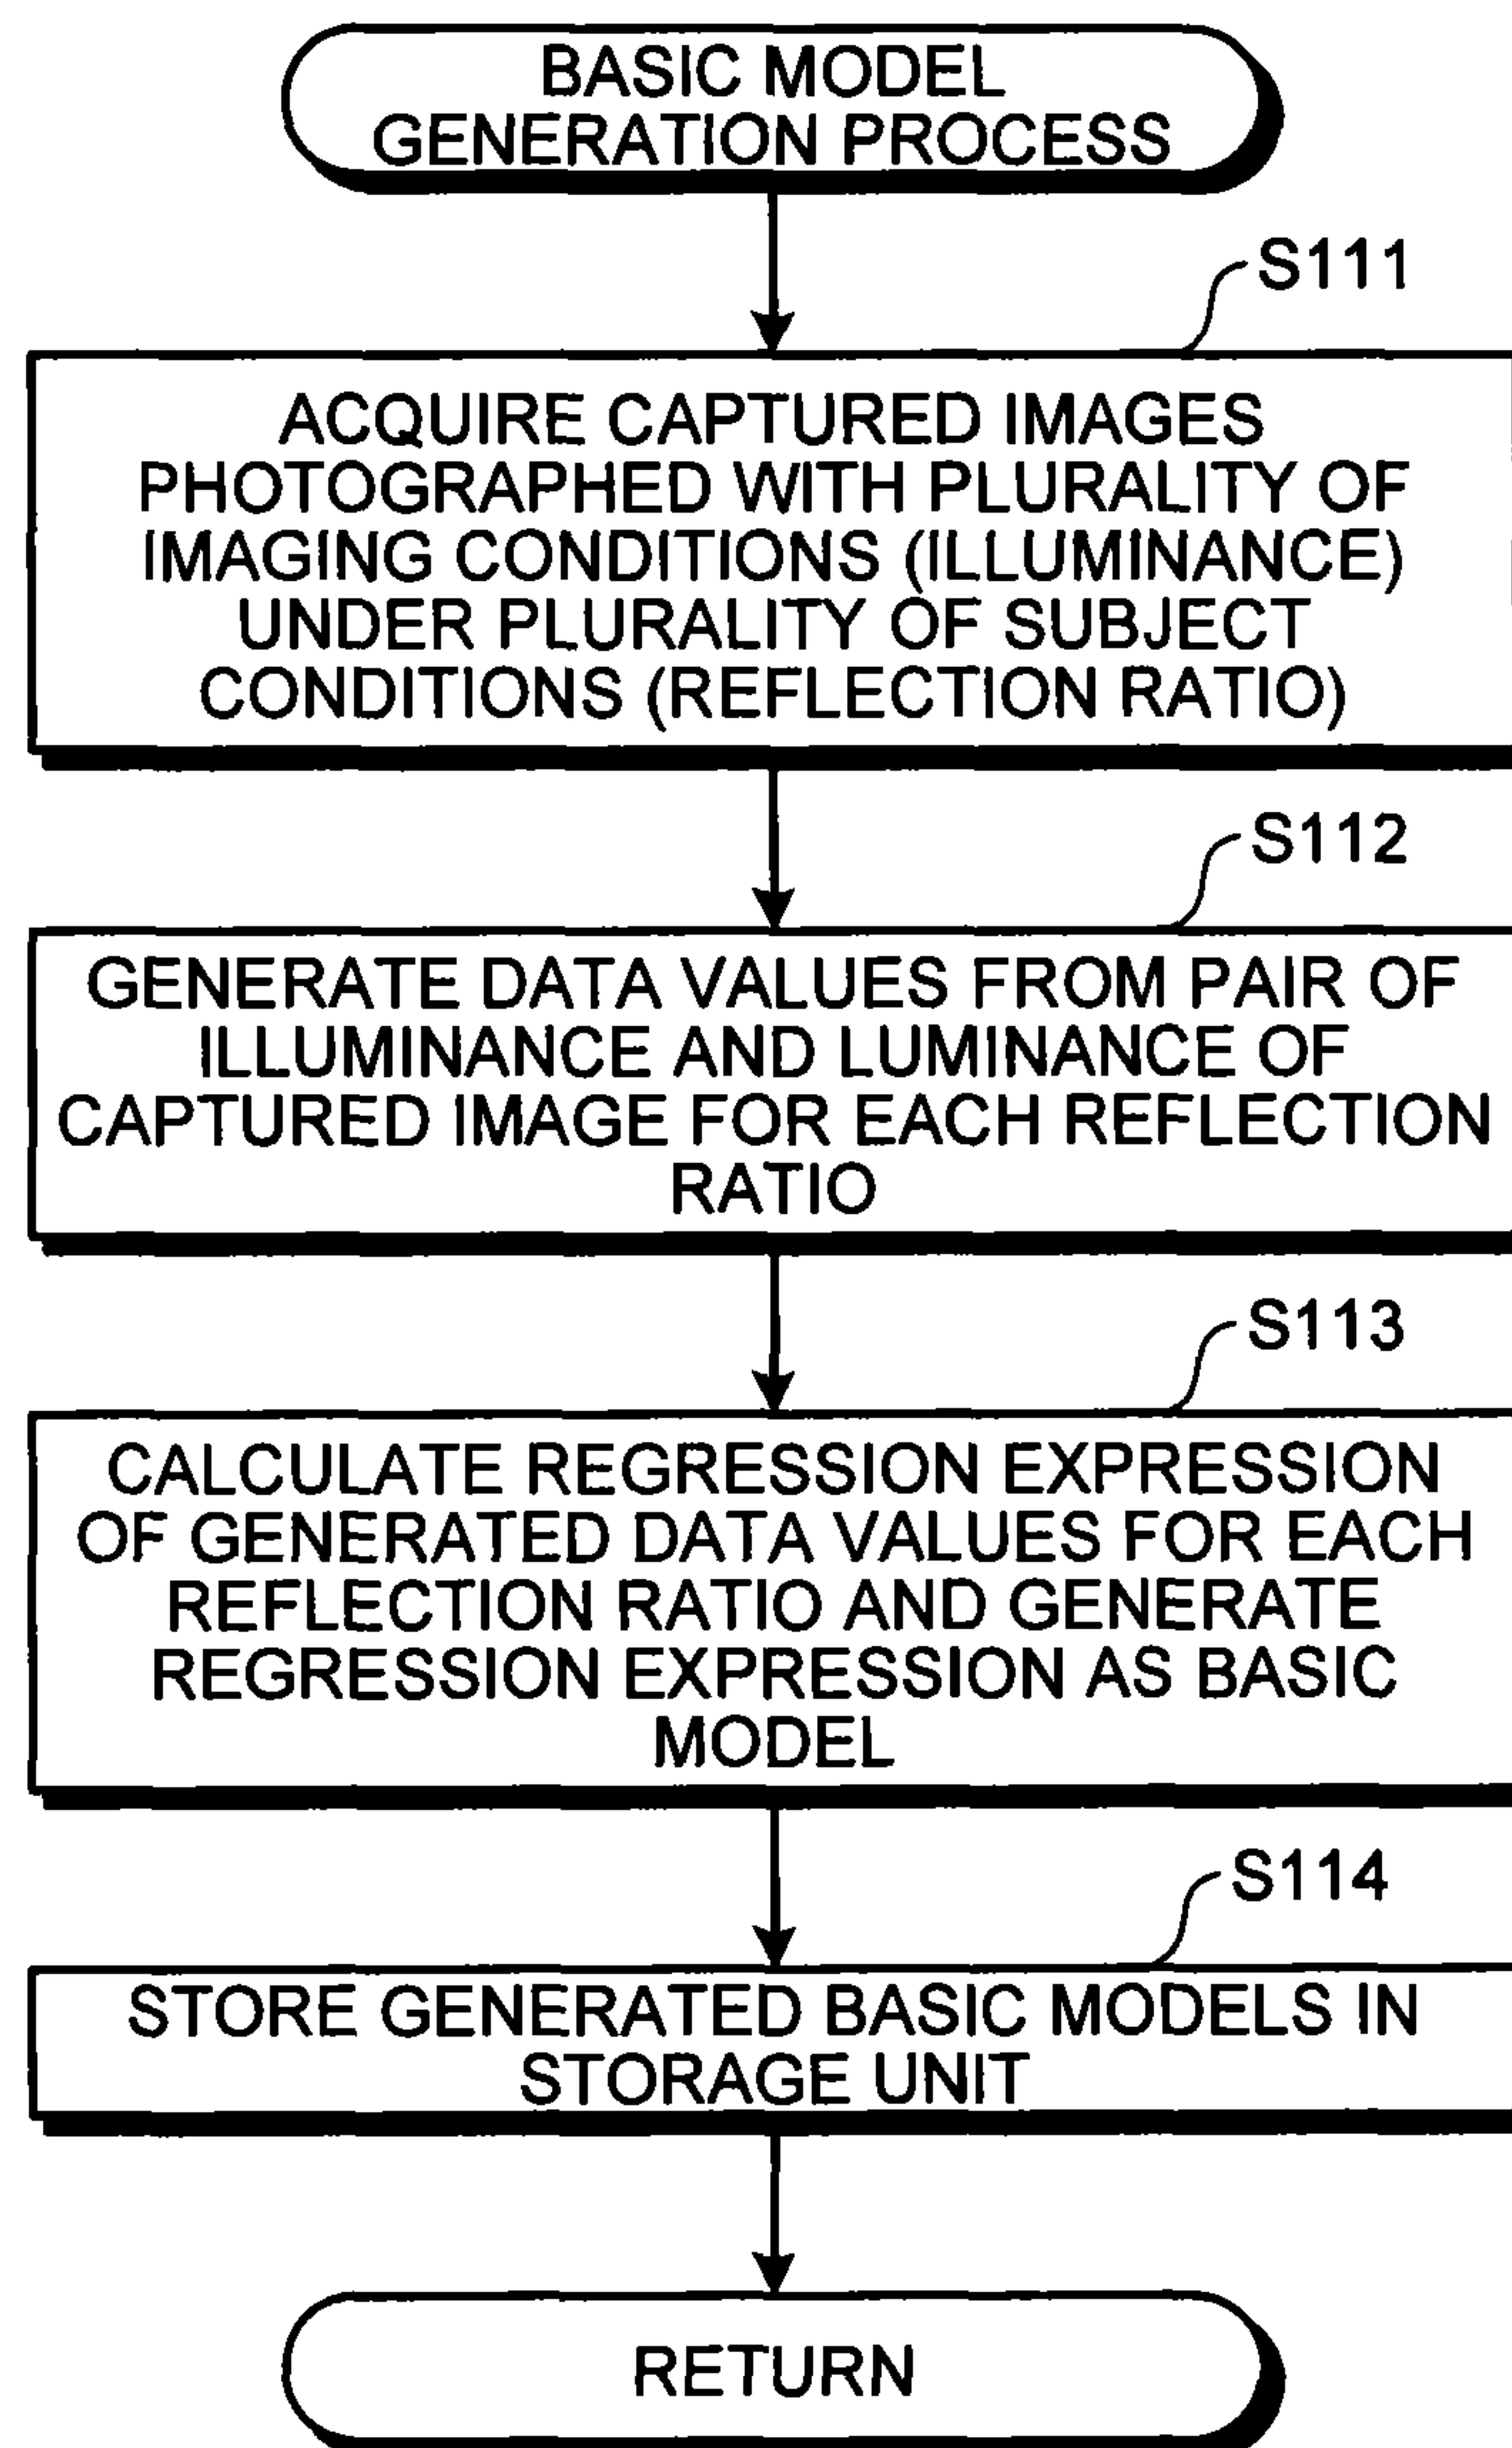 BASIC MODEL
GENERATION PROCESS
S111
ACQUIRE CAPTURED IMAGES
PHOTOGRAPHED WITH PLURALITY OF
IMAGING CONDITIONS (ILLUMINANCE)
UNDER PLURALITY OF SUBJECT
CONDITIONS (REFLECTION RATIO)
S112
GENERATE DATA VALUES FROM PAIR OF
ILLUMINANCE AND LUMINANCE OF
CAPTURED IMAGE FOR EACH REFLECTION
RATIO
S113
CALCULATE REGRESSION EXPRESSION
OF GENERATED DATA VALUES FOR EACH
REFLECTION RATIO AND GENERATE
REGRESSION EXPRESSION AS BASIC
MODEL
S114
STORE GENERATED BASIC MODELS IN
STORAGE UNIT
RETURN